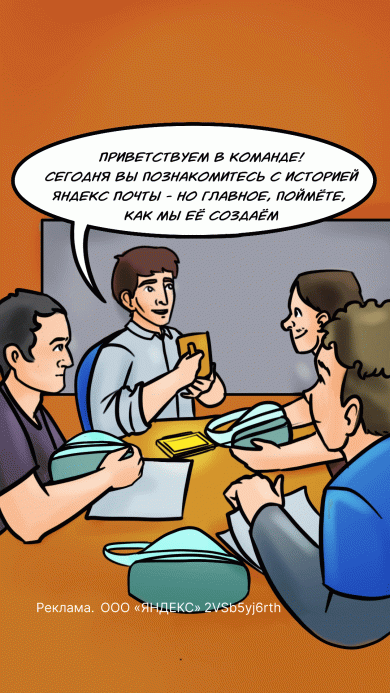 ПРИВЕТСТВУЕМ В КОМАНДЕ!
СЕГОДНЯ ВЫ ПОЗНАКОМИТЕСЬ С ИСТОРИЕЙ
ЯНДЕКС ПОЧТЫ - НО ГЛАВНОЕ, ПОЙМЁТЕ,
КАК МЫ ЕЁ СОЗДАЁМ
Реклама. ООО «ЯНДЕКС» 2VSb5yj6rth